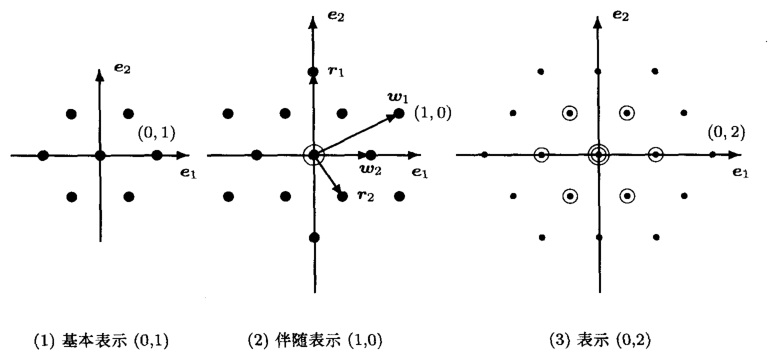 e₂
(0, 1)
e₁
(1) 基本表示 (0,1)
e₂
r₁
w₁
(1, 0)
w₂
e₁
r₂
(2) 伴随表示 (1,0)
e₂
(0, 2)
e₁
(3) 表示 (0,2)